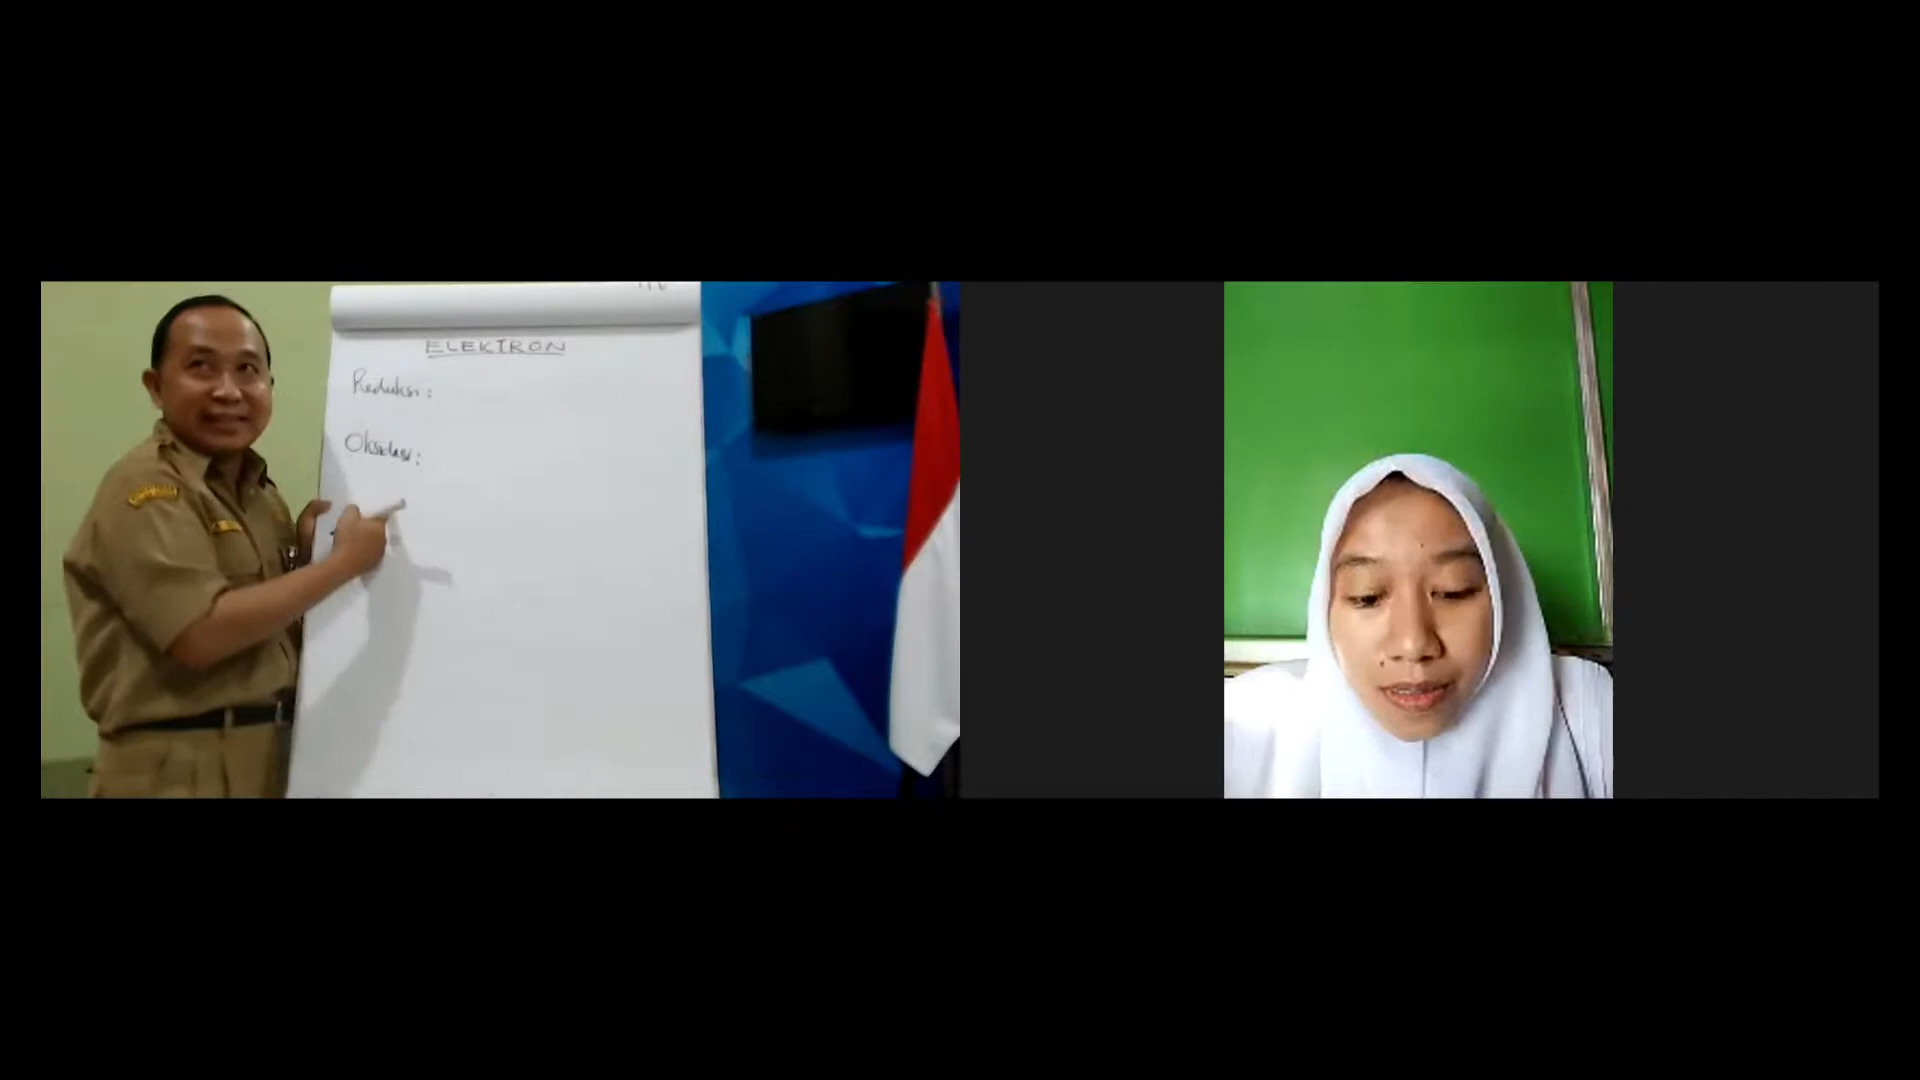 ELEKTRON
Reduksi :
Oksidasi :